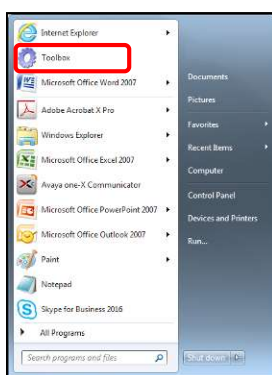 Internet Explorer
Toolbox
Microsoft Office Word 2007
Adobe Acrobat X Pro
Windows Explorer
Microsoft Office Excel 2007
Avaya one-X Communicator
Microsoft Office PowerPoint 2007
Microsoft Office Outlook 2007
Paint
Notepad
Skype for Business 2016
All Programs
Search programs and files
Documents
Pictures
Favorites
Recent Items
Computer
Control Panel
Devices and Printers
Run...
Shut down